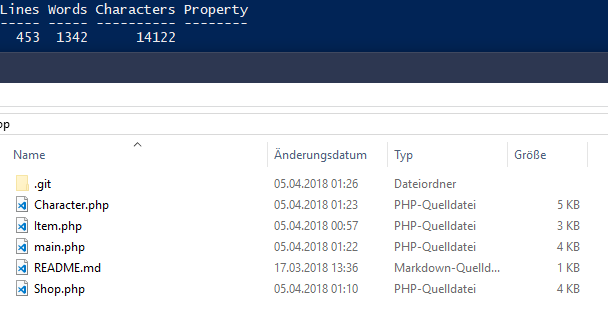 Lines Words Characters Property
----- ----- ---------- --------
453 1342 14122
op
Name Änderungsdatum Typ Größe
.git 05.04.2018 01:26 Dateiordner
Character.php 05.04.2018 01:23 PHP-Quelldatei 5 KB
Item.php 05.04.2018 00:57 PHP-Quelldatei 3 KB
main.php 05.04.2018 01:22 PHP-Quelldatei 4 KB
README.md 17.03.2018 13:36 Markdown-Quelld... 1 KB
Shop.php 05.04.2018 01:10 PHP-Quelldatei 4 KB